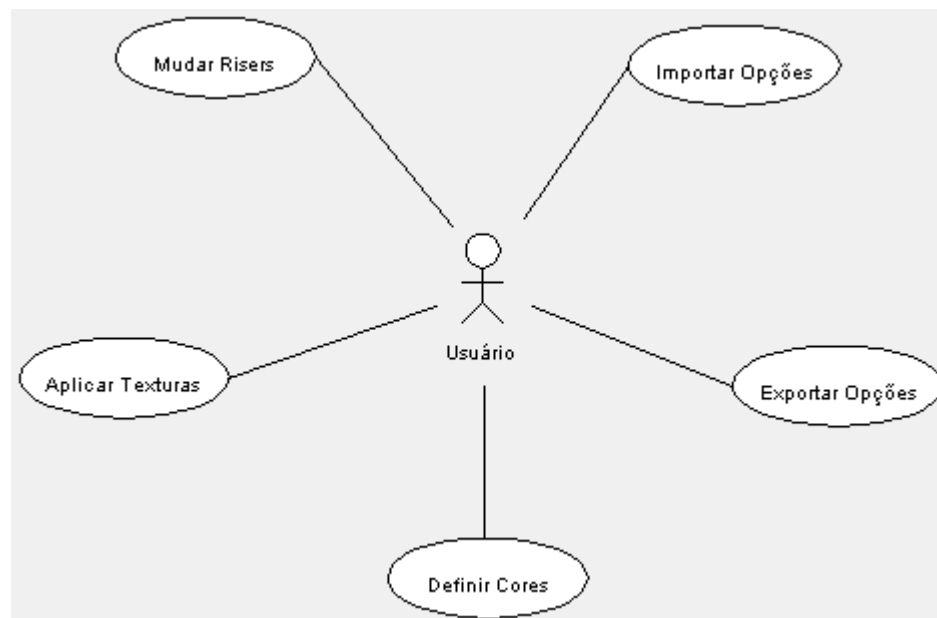 Mudar Risers
Importar Opções
Usuário
Aplicar Texturas
Exportar Opções
Definir Cores